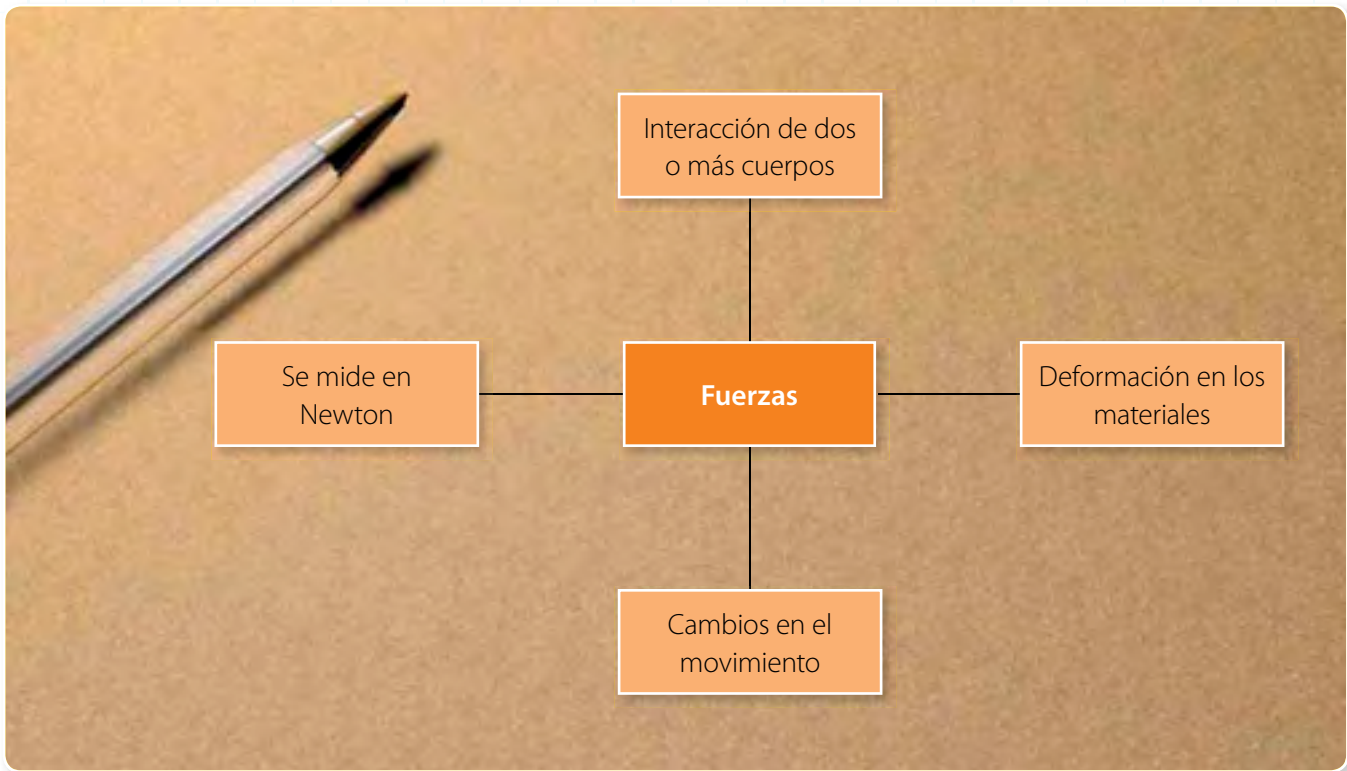 Interacción de dos
o más cuerpos
Se mide en
Newton
Fuerzas
Deformación en los
materiales
Cambios en el
movimiento